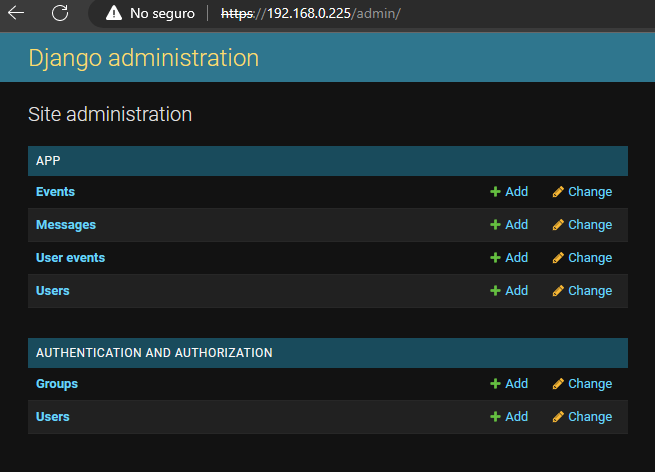 No seguro https://192.168.0.225/admin/
Django administration
Site administration
APP
Events Add Change
Messages Add Change
User events Add Change
Users Add Change
AUTHENTICATION AND AUTHORIZATION
Groups Add Change
Users Add Change